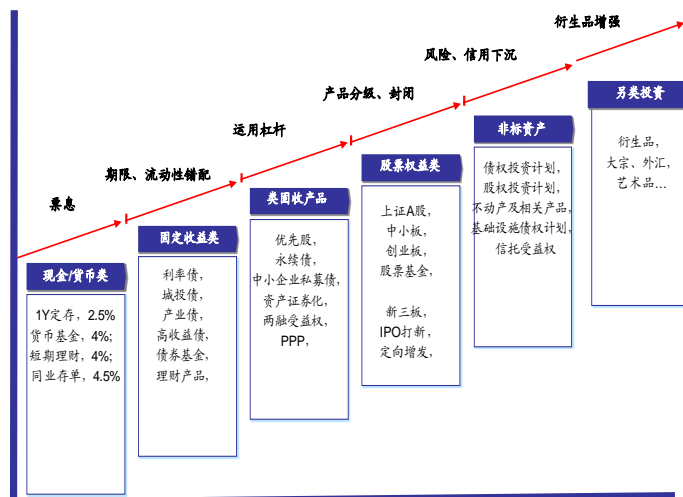 衍生品增强
风险、信用下沉
产品分级、封闭
运用杠杆
期限、流动性错配
票息
现金/货币类
1Y定存，2.5%
货币基金，4%;
短期理财，4%;
同业存单，4.5%
固定收益类
利率债，
城投债，
产业债，
高收益债，
债券基金，
理财产品，
类固收产品
优先股，
永续债，
中小企业私募债，
资产证券化，
两融受益权，
PPP，
股票权益类
上证A股，
中小板，
创业板，
股票基金，
新三板，
IPO打新，
定向增发，
非标资产
债权投资计划，
股权投资计划，
不动产及相关产品，
基础设施债权计划，
信托受益权
另类投资
衍生品，
大宗、外汇，
艺术品...